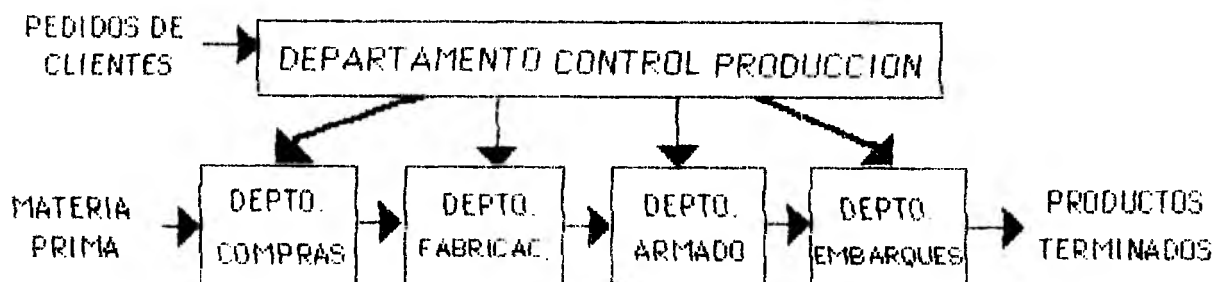 PEDIDOS DE
CLIENTES
DEPARTAMENTO CONTROL PRODUCCION
MATERIA
PRIMA
DEPTO.
COMPRAS
DEPTO.
FABRICAC.
DEPTO.
ARMADO
DEPTO.
EMBARQUES
PRODUCTOS
TERMINADOS